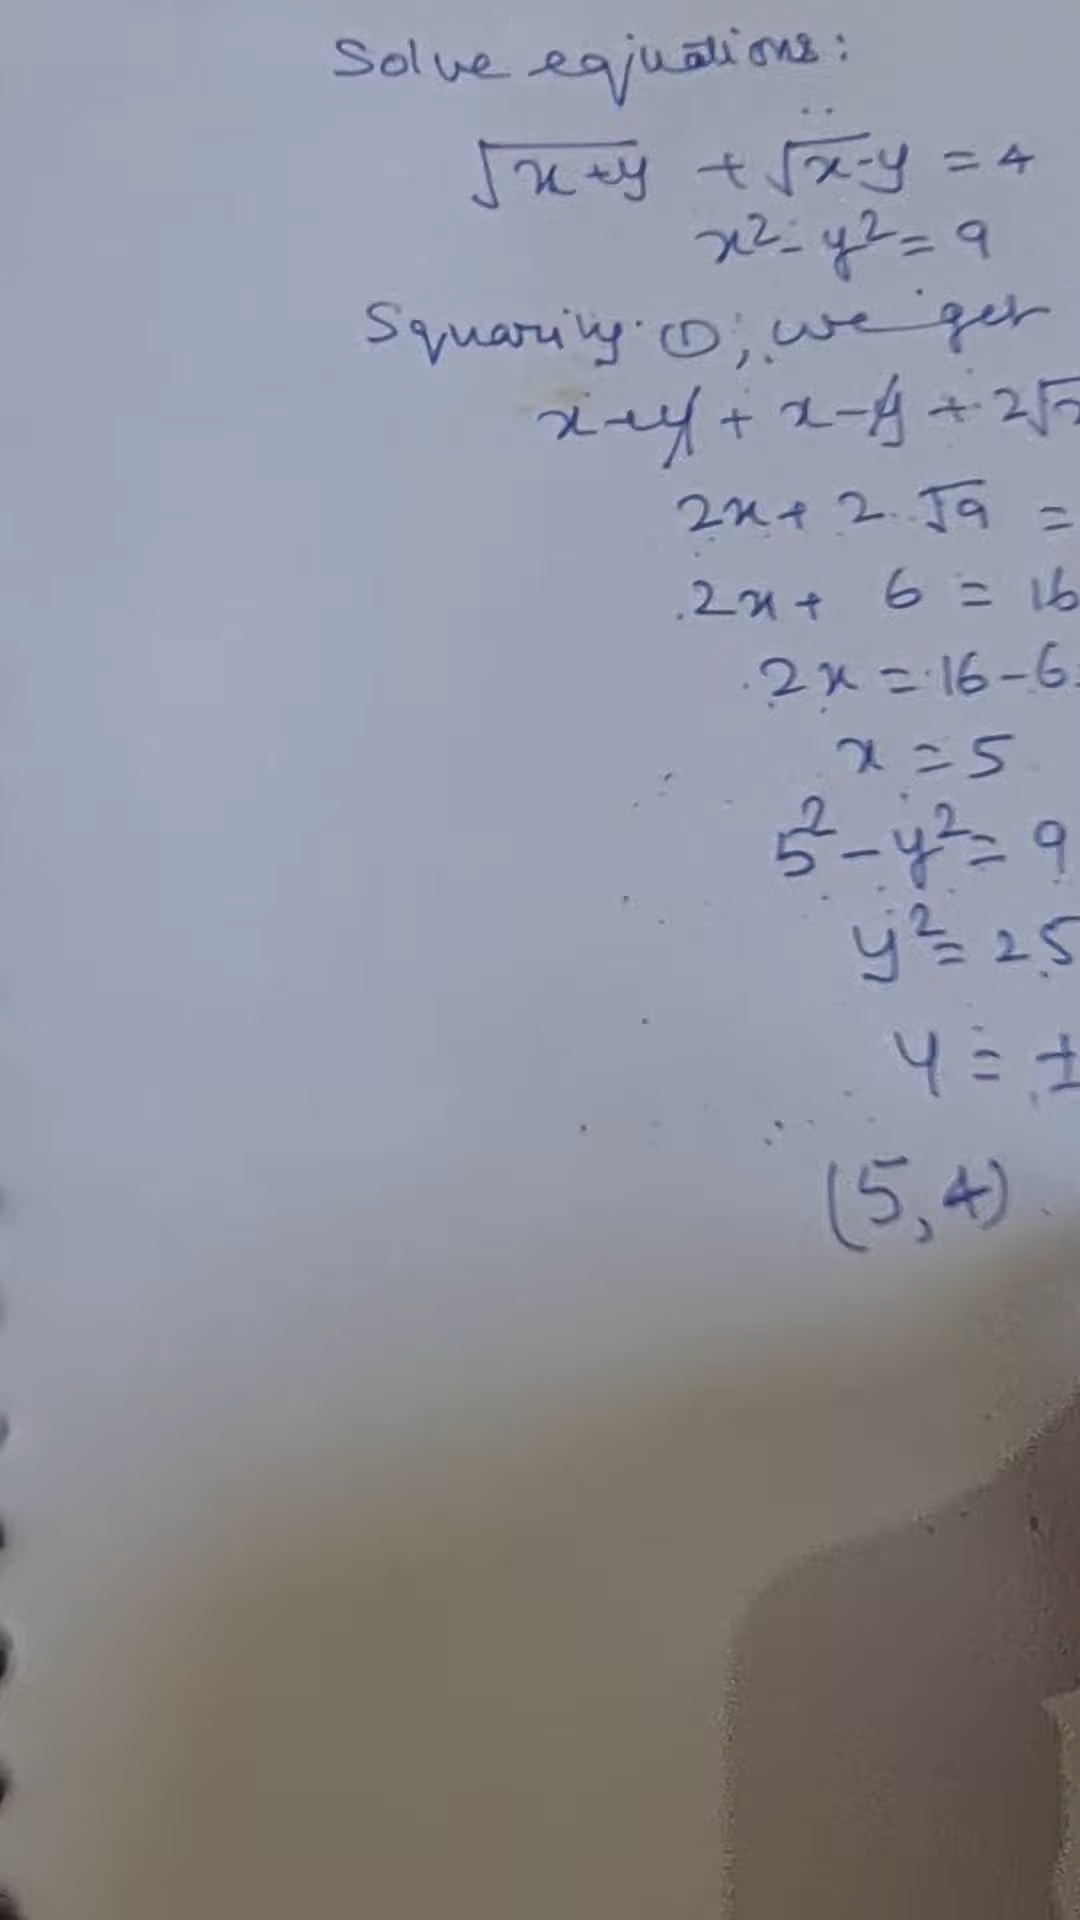 Solve equations:
√x+y + √x-y = 4
x² - y² = 9
Squaring ①, we get
x+y + x-y + 2√x
2x + 2 √9 =
2x + 6 = 16
2x = 16-6=
x = 5
5² - y² = 9
y² = 25
y = ±
(5,4)